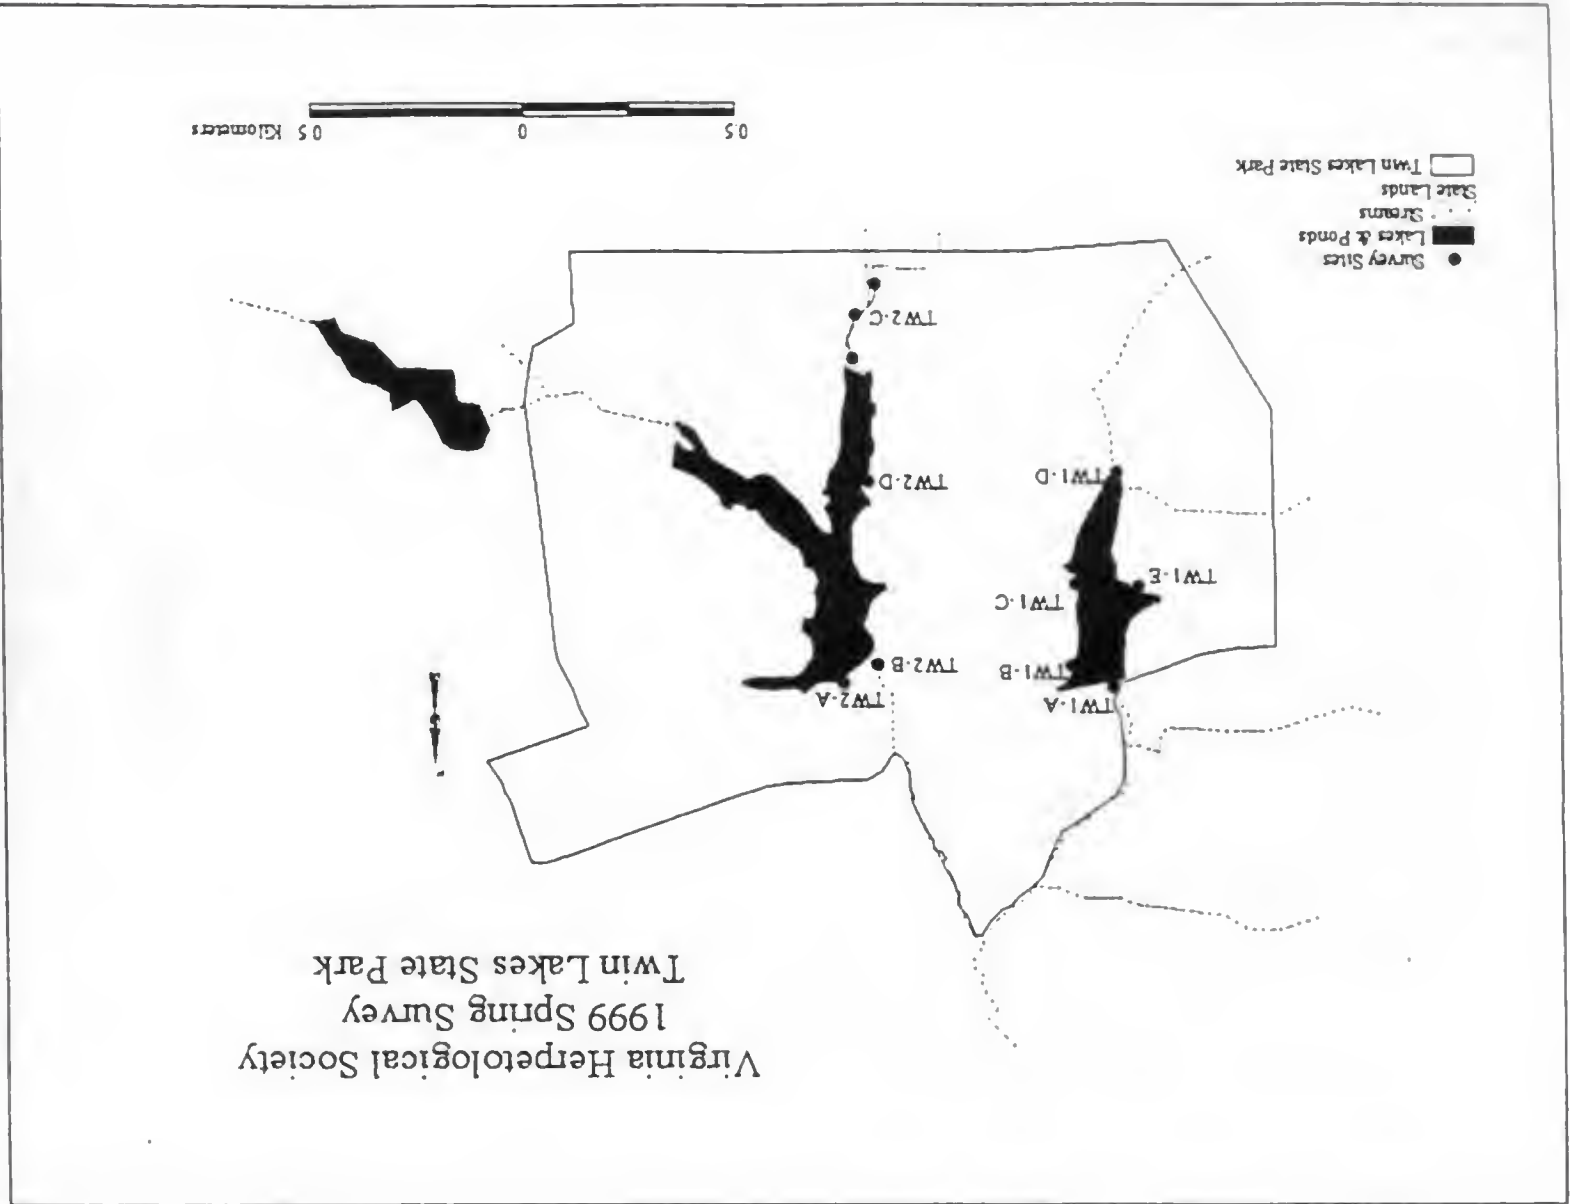 Virginia Herpetological Society
1999 Spring Survey
Twin Lakes State Park
TW1-A
TW2-A
TW1-B
TW2-B
TW1-C
TW1-E
TW2-D
TW1-D
TW2-C
Survey Sites
Lakes & Ponds
Streams
State Lands
Twin Lakes State Park
0.5 0 0.5 Kilometers